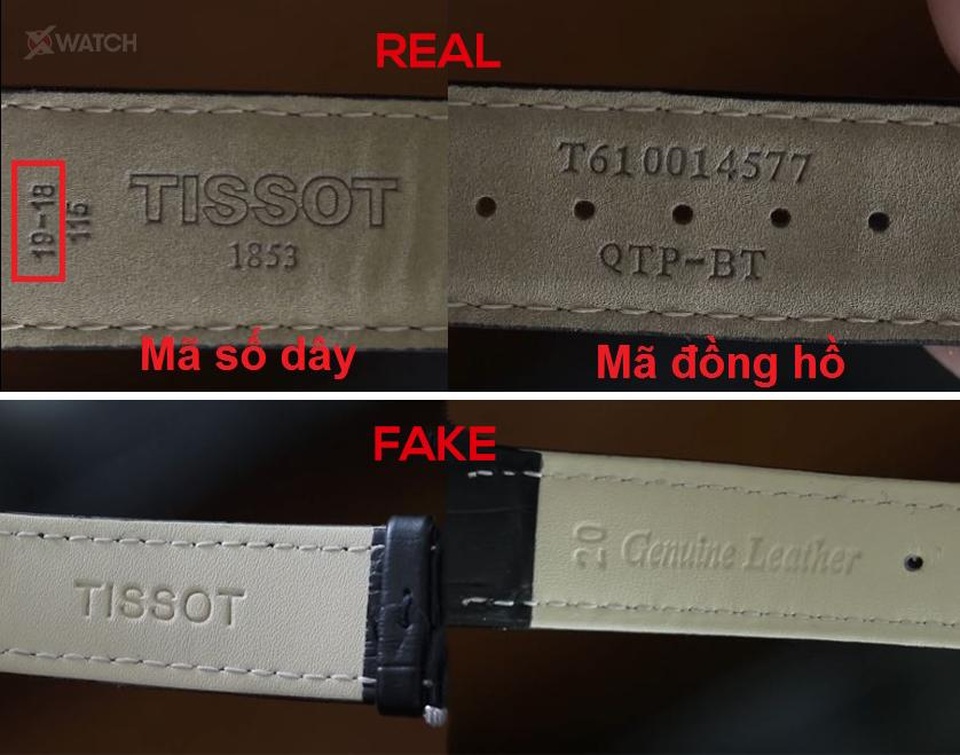 XWATCH
REAL
19-18
115
TISSOT
1853
Mã số dây
T610014577
QTP-BT
Mã đồng hồ
FAKE
TISSOT
20 Genuine Leather